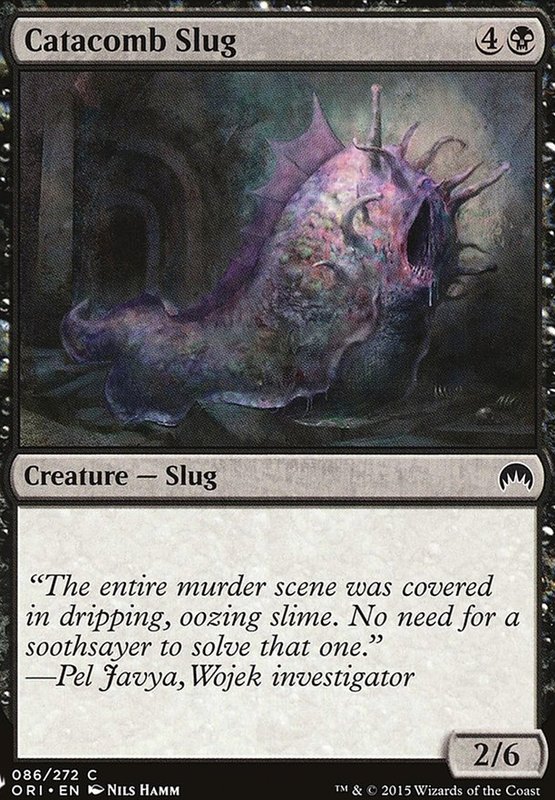 Catacomb Slug 4
Creature — Slug
“The entire murder scene was covered
in dripping, oozing slime. No need for a
soothsayer to solve that one.”
—Pel Javya, Wojek investigator
2/6
086/272 C
ORI • EN Nils Hamm
™ & © 2015 Wizards of the Coast